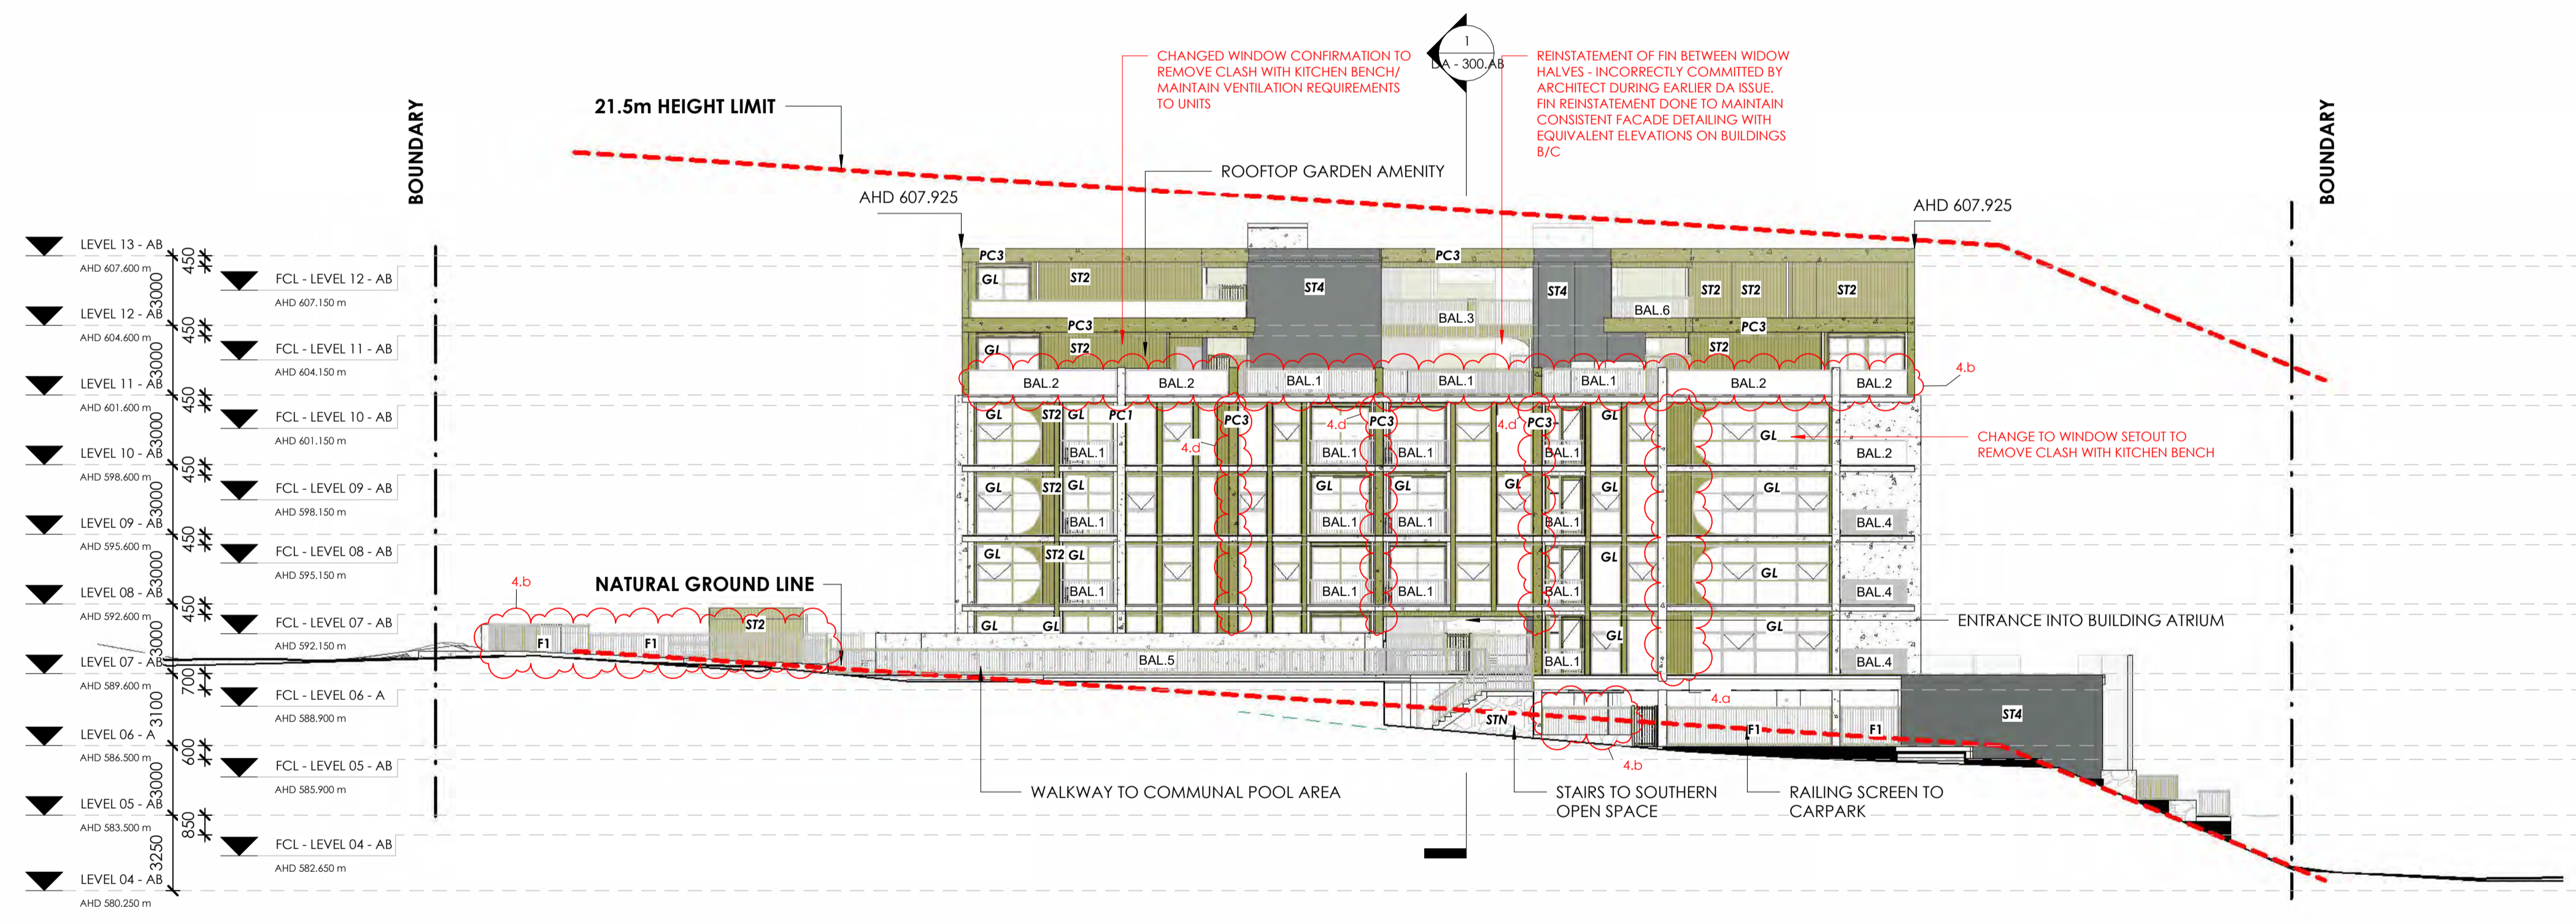 1
DA - 300.AB
CHANGED WINDOW CONFIRMATION TO
REMOVE CLASH WITH KITCHEN BENCH/
MAINTAIN VENTILATION REQUIREMENTS
TO UNITS
REINSTATEMENT OF FIN BETWEEN WIDOW
HALVES - INCORRECTLY COMMITTED BY
ARCHITECT DURING EARLIER DA ISSUE.
FIN REINSTATEMENT DONE TO MAINTAIN
CONSISTENT FACADE DETAILING WITH
EQUIVALENT ELEVATIONS ON BUILDINGS
B/C
21.5m HEIGHT LIMIT
BOUNDARY
BOUNDARY
ROOFTOP GARDEN AMENITY
AHD 607.925
AHD 607.925
LEVEL 13 - AB
AHD 607.600 m
450
FCL - LEVEL 12 - AB
AHD 607.150 m
3000
LEVEL 12 - AB
AHD 604.600 m
450
FCL - LEVEL 11 - AB
AHD 604.150 m
3000
LEVEL 11 - AB
AHD 601.600 m
450
FCL - LEVEL 10 - AB
AHD 601.150 m
3000
LEVEL 10 - AB
AHD 598.600 m
450
FCL - LEVEL 09 - AB
AHD 598.150 m
3000
LEVEL 09 - AB
AHD 595.600 m
450
FCL - LEVEL 08 - AB
AHD 595.150 m
3000
LEVEL 08 - AB
AHD 592.600 m
450
FCL - LEVEL 07 - AB
AHD 592.150 m
3000
LEVEL 07 - AB
AHD 589.600 m
700
FCL - LEVEL 06 - A
AHD 588.900 m
3100
LEVEL 06 - A
AHD 586.500 m
600
FCL - LEVEL 05 - AB
AHD 585.900 m
3000
LEVEL 05 - AB
AHD 583.500 m
850
FCL - LEVEL 04 - AB
AHD 582.650 m
3250
LEVEL 04 - AB
AHD 580.250 m
PC3 PC3
GL ST2 ST4 ST4 ST2 ST2 ST2
BAL.3 BAL.6
PC3 PC3
GL ST2 ST2
BAL.2 BAL.2 BAL.1 BAL.1 BAL.1 BAL.2 BAL.2
4.b
GL ST2 GL PC1 PC3 4.d PC3 4.d PC3 GL
GL
4.d
BAL.1 BAL.1 BAL.1 BAL.1 BAL.2
CHANGE TO WINDOW SETOUT TO
REMOVE CLASH WITH KITCHEN BENCH
GL ST2 GL GL GL GL GL GL
BAL.1 BAL.1 BAL.1 BAL.1 BAL.4
GL ST2 GL GL GL
BAL.1 BAL.1 BAL.1 BAL.1 BAL.4
4.b
NATURAL GROUND LINE
GL GL GL GL
ENTRANCE INTO BUILDING ATRIUM
F1 F1 ST2
BAL.5 BAL.1 BAL.4
4.a
STN F1 F1 ST4
4.b
WALKWAY TO COMMUNAL POOL AREA
STAIRS TO SOUTHERN
OPEN SPACE
RAILING SCREEN TO
CARPARK